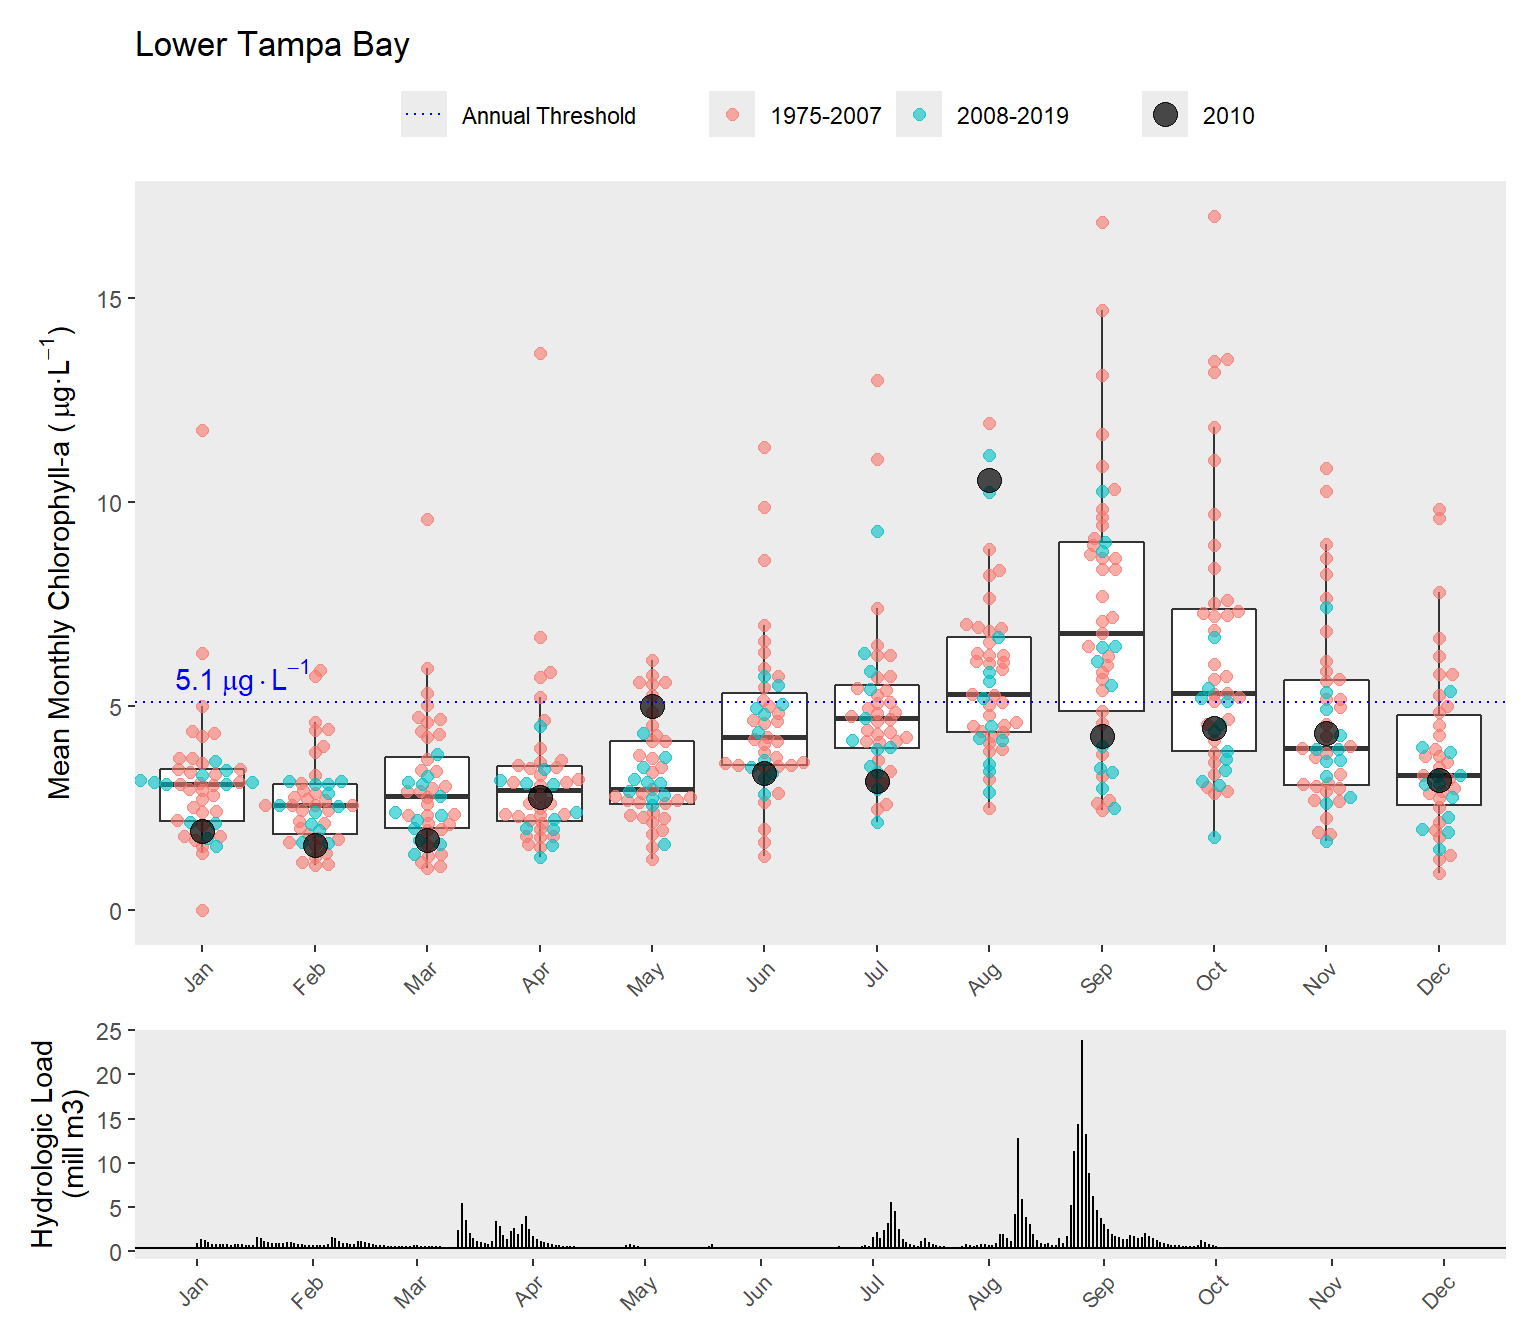 Lower Tampa Bay
Annual Threshold 1975-2007 2008-2019 2010
Mean Monthly Chlorophyll-a ( μg·L⁻¹)
15
10
5
0
5.1 μg·L⁻¹
Jan Feb Mar Apr May Jun Jul Aug Sep Oct Nov Dec
Hydrologic Load
(mill m3)
25
20
15
10
5
0
Jan Feb Mar Apr May Jun Jul Aug Sep Oct Nov Dec